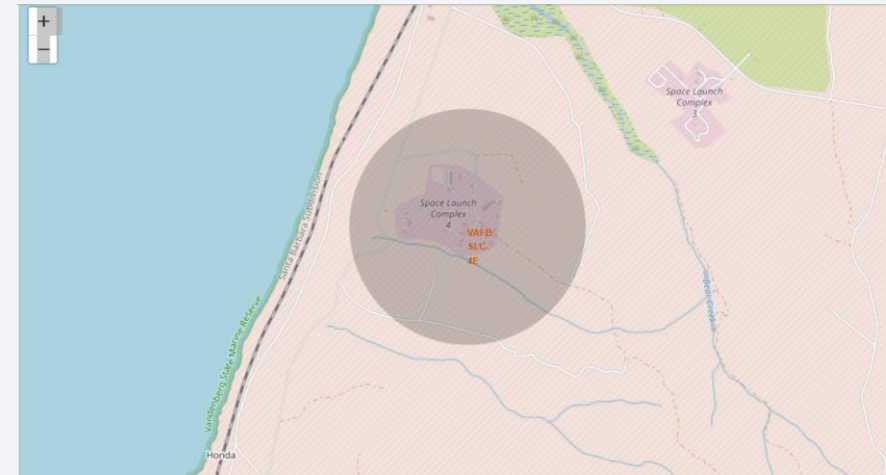 +
−
Space Launch
Complex
3
Space Launch
Complex
4
VAFB
SLC-
4E
Santa Barbara Subdivision
Bear Creek
Vandenberg State Marine Reserve
Honda